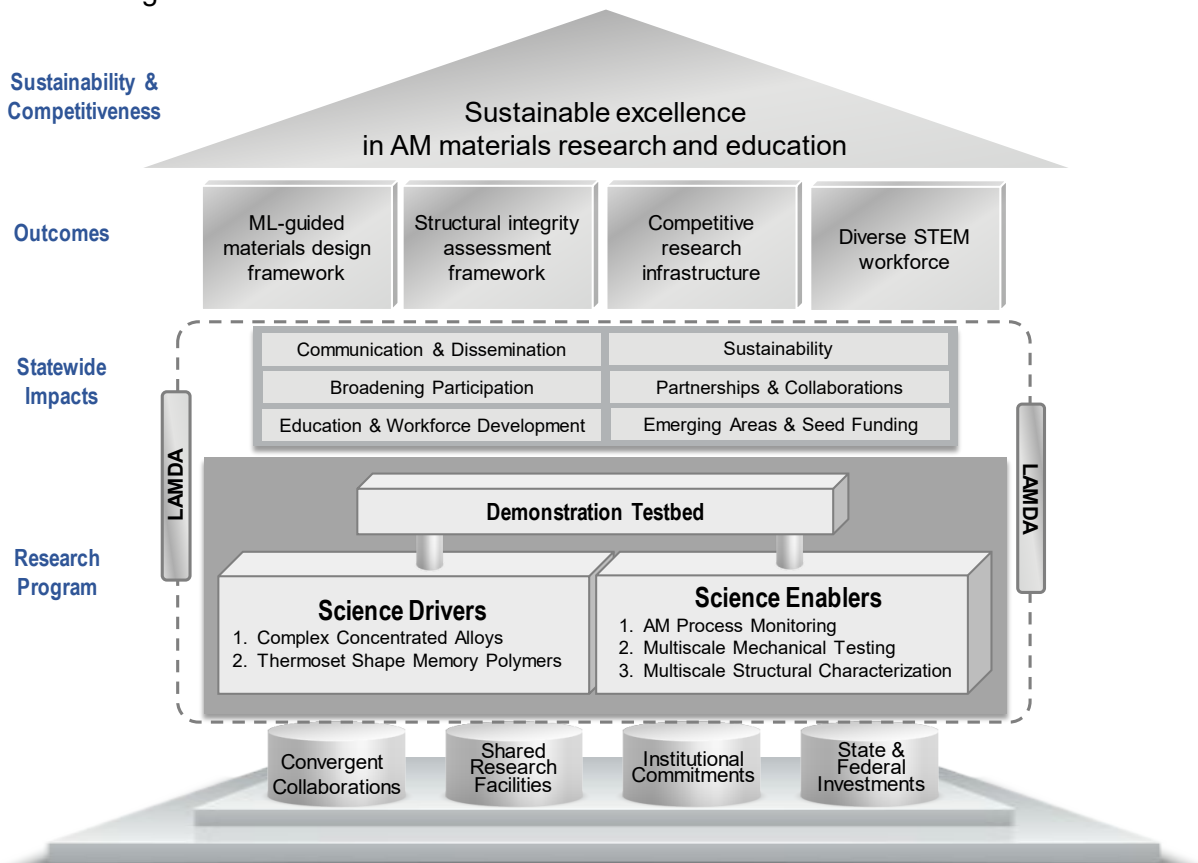 Sustainability &
Competitiveness
Sustainable excellence
in AM materials research and education
Outcomes
ML-guided
materials design
framework
Structural integrity
assessment
framework
Competitive
research
infrastructure
Diverse STEM
workforce
Statewide
Impacts
Communication & Dissemination
Sustainability
Broadening Participation
Partnerships & Collaborations
Education & Workforce Development
Emerging Areas & Seed Funding
LAMDA
LAMDA
Research
Program
Demonstration Testbed
Science Drivers
1. Complex Concentrated Alloys
2. Thermoset Shape Memory Polymers
Science Enablers
1. AM Process Monitoring
2. Multiscale Mechanical Testing
3. Multiscale Structural Characterization
Convergent
Collaborations
Shared
Research
Facilities
Institutional
Commitments
State &
Federal
Investments